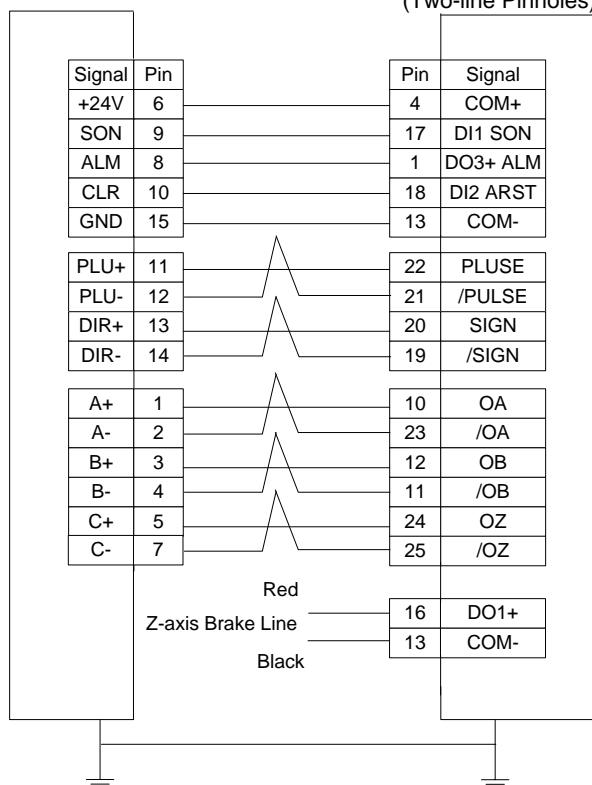 (Two-line Pinholes)
Signal Pin Pin Signal
+24V 6 4 COM+
SON 9 17 DI1 SON
ALM 8 1 DO3+ ALM
CLR 10 18 DI2 ARST
GND 15 13 COM-
PLU+ 11 22 PLUSE
PLU- 12 21 /PULSE
DIR+ 13 20 SIGN
DIR- 14 19 /SIGN
A+ 1 10 OA
A- 2 23 /OA
B+ 3 12 OB
B- 4 11 /OB
C+ 5 24 OZ
C- 7 25 /OZ
Red
Z-axis Brake Line 16 DO1+
13 COM-
Black